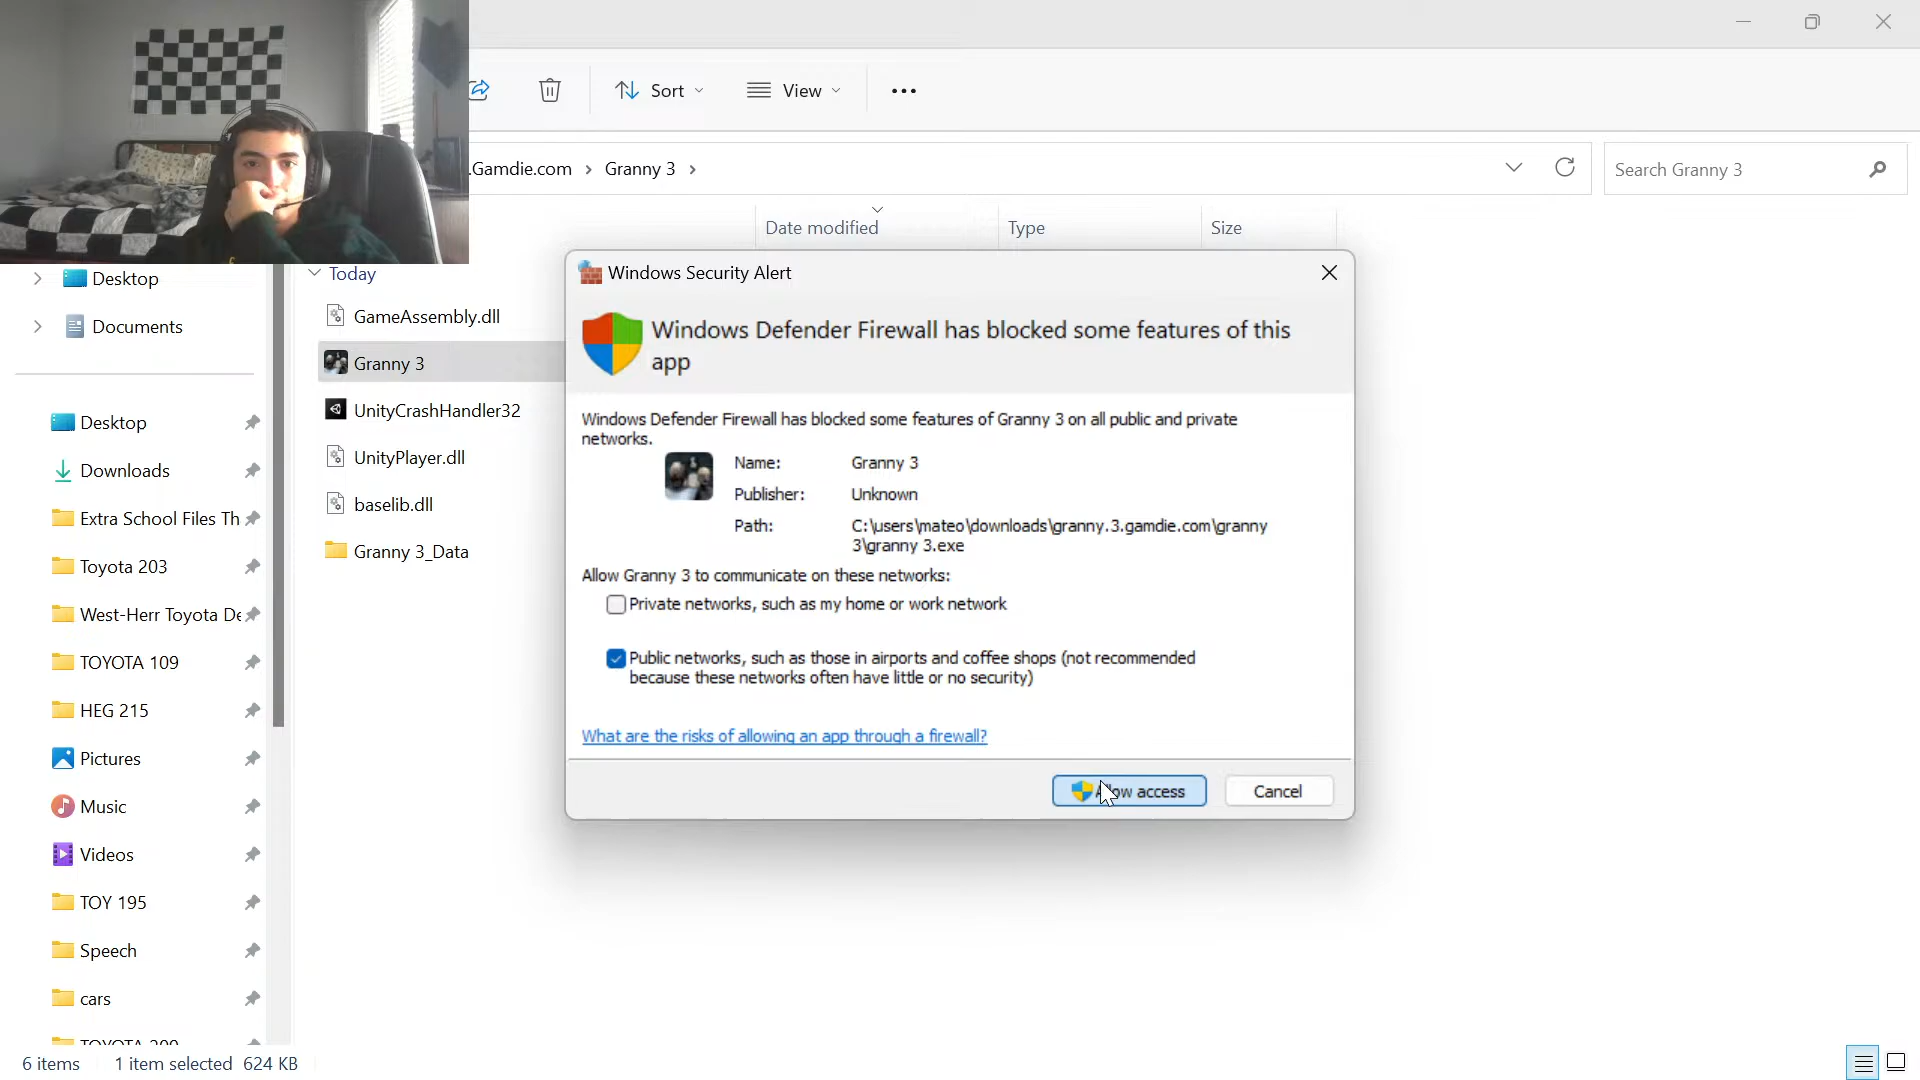 Sort
View
.Gamdie.com
Granny 3
Search Granny 3
Date modified
Type
Size
Desktop
Documents
Desktop
Downloads
Extra School Files Th
Toyota 203
West-Herr Toyota De
TOYOTA 109
HEG 215
Pictures
Music
Videos
TOY 195
Speech
cars
Today
GameAssembly.dll
Granny 3
UnityCrashHandler32
UnityPlayer.dll
baselib.dll
Granny 3_Data
Windows Security Alert
Windows Defender Firewall has blocked some features of this
app
Windows Defender Firewall has blocked some features of Granny 3 on all public and private
networks.
Name: Granny 3
Publisher: Unknown
Path: C:\users\mateo\downloads\granny.3.gamdie.com\granny
3\granny 3.exe
Allow Granny 3 to communicate on these networks:
Private networks, such as my home or work network
Public networks, such as those in airports and coffee shops (not recommended
because these networks often have little or no security)
What are the risks of allowing an app through a firewall?
Allow access
Cancel
6 items
1 item selected 624 KB